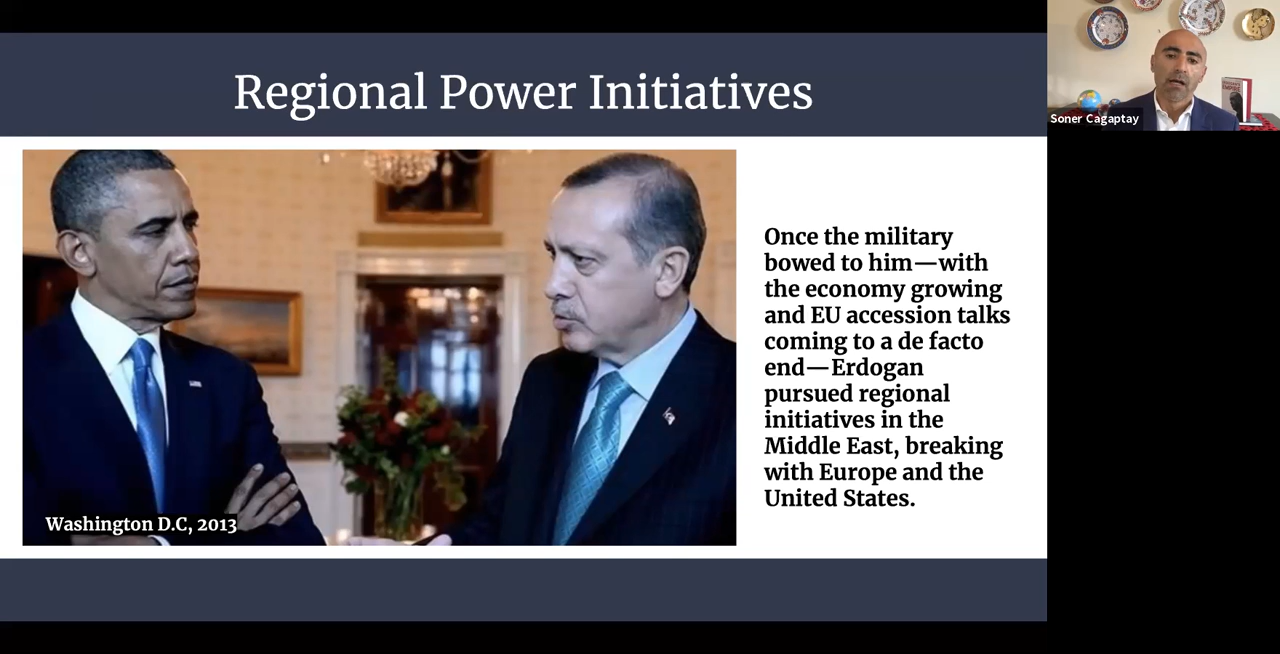 Regional Power Initiatives
Once the military
bowed to him—with
the economy growing
and EU accession talks
coming to a de facto
end—Erdogan
pursued regional
initiatives in the
Middle East, breaking
with Europe and the
United States.
Washington D.C, 2013
Soner Cagaptay
EMPIRE